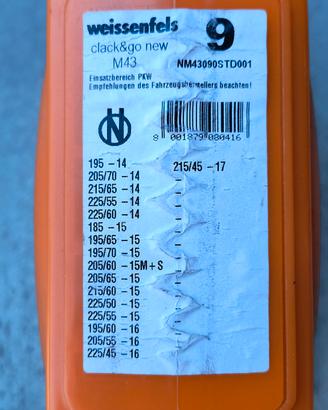 weissenfels 9
clack&go new
M43 NM43090STD001
Einsatzbereich PKW
Empfehlungen des Fahrzeugherstellers beachten!
8 001879 080416
195 - 14 215/45 - 17
205/70 - 14
215/65 - 14
225/55 - 14
225/60 - 14
185 - 15
195/65 - 15
195/70 - 15
205/60 - 15M+S
205/65 - 15
215/60 - 15
225/50 - 15
225/55 - 15
195/60 - 16
205/55 - 16
225/45 - 16